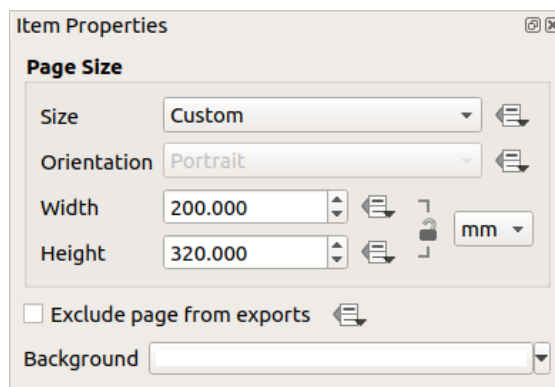 Item Properties
Page Size
Size Custom
Orientation Portrait
Width 200.000
mm
Height 320.000
Exclude page from exports
Background